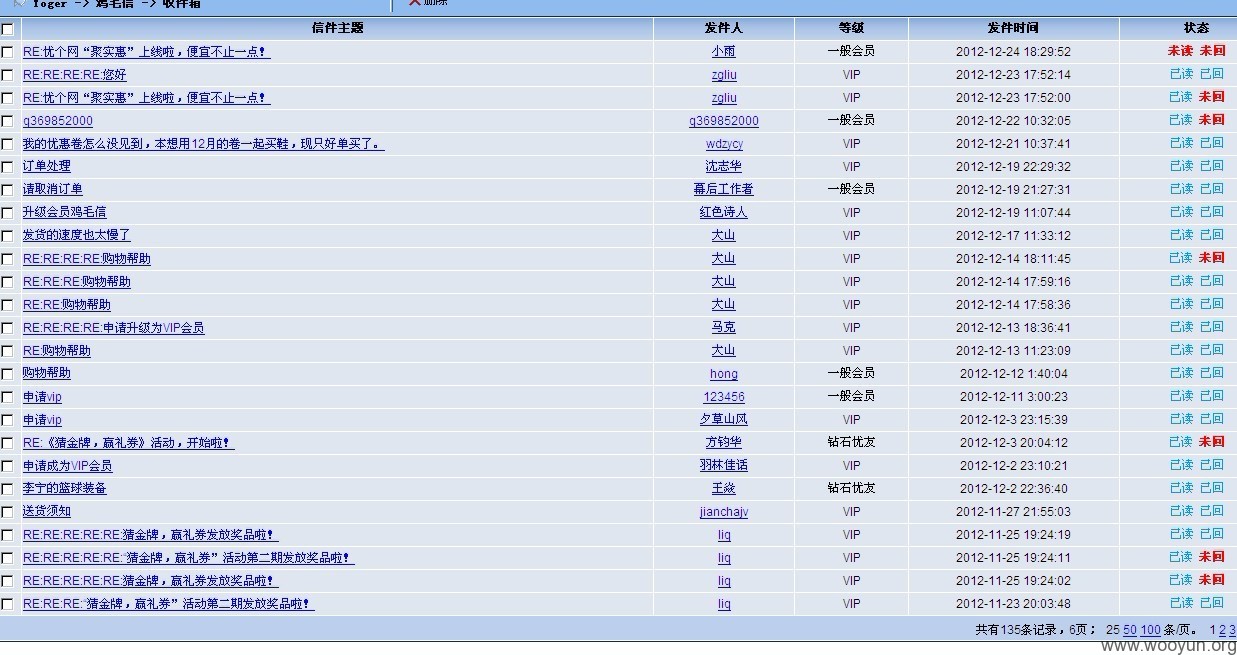 Yoger -> 鸡毛信 -> 收件箱 删除
信件主题 发件人 等级 发件时间 状态
RE:优个网“聚实惠”上线啦，便宜不止一点！ 小雨 一般会员 2012-12-24 18:29:52 未读 未回
RE:RE:RE:RE:您好 zgliu VIP 2012-12-23 17:52:14 已读 已回
RE:优个网“聚实惠”上线啦，便宜不止一点！ zgliu VIP 2012-12-23 17:52:00 已读 未回
q369852000 q369852000 一般会员 2012-12-22 10:32:05 已读 未回
我的优惠卷怎么没见到，本想用12月的卷一起买鞋，现只好单买了。 wdzycy VIP 2012-12-21 10:37:41 已读 已回
订单处理 沈志华 VIP 2012-12-19 22:29:32 已读 已回
请取消订单 幕后工作者 一般会员 2012-12-19 21:27:31 已读 已回
升级会员鸡毛信 红色诗人 VIP 2012-12-19 11:07:44 已读 已回
发货的速度也太慢了 大山 VIP 2012-12-17 11:33:12 已读 已回
RE:RE:RE:RE:购物帮助 大山 VIP 2012-12-14 18:11:45 已读 未回
RE:RE:RE:购物帮助 大山 VIP 2012-12-14 17:59:16 已读 已回
RE:RE:购物帮助 大山 VIP 2012-12-14 17:58:36 已读 已回
RE:RE:RE:RE:申请升级为VIP会员 马克 VIP 2012-12-13 18:36:41 已读 已回
RE:购物帮助 大山 VIP 2012-12-13 11:23:09 已读 已回
购物帮助 hong 一般会员 2012-12-12 1:40:04 已读 已回
申请vip 123456 一般会员 2012-12-11 3:00:23 已读 已回
申请vip 夕草山风 VIP 2012-12-3 23:15:39 已读 已回
RE:《猜金牌，赢礼券》活动，开始啦！ 方钧华 钻石优友 2012-12-3 20:04:12 已读 未回
申请成为VIP会员 羽林佳话 VIP 2012-12-2 23:10:21 已读 已回
李宁的篮球装备 王焱 钻石优友 2012-12-2 22:36:40 已读 已回
送货须知 jianchajv VIP 2012-11-27 21:55:03 已读 已回
RE:RE:RE:RE:RE:猜金牌，赢礼券发放奖品啦！ liq VIP 2012-11-25 19:24:19 已读 已回
RE:RE:RE:RE:RE:“猜金牌，赢礼券”活动第二期发放奖品啦！ liq VIP 2012-11-25 19:24:11 已读 未回
RE:RE:RE:RE:RE:猜金牌，赢礼券发放奖品啦！ liq VIP 2012-11-25 19:24:02 已读 未回
RE:RE:RE:“猜金牌，赢礼券”活动第二期发放奖品啦！ liq VIP 2012-11-23 20:03:48 已读 已回
共有135条记录，6页； 25 50 100 条/页。 1 2 3
www.wooyun.org